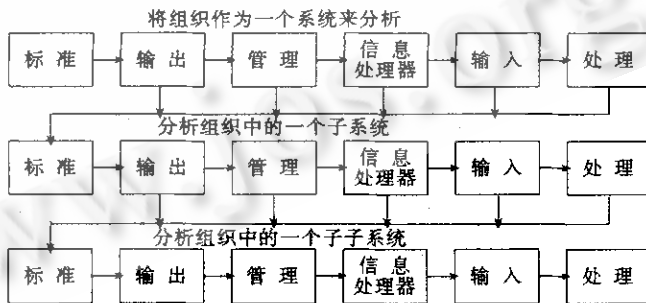 将组织作为一个系统来分析
标准 输出 管理 信息处理器 输入 处理
分析组织中的一个子系统
标准 输出 管理 信息处理器 输入 处理
分析组织中的一个子子系统
标准 输出 管理 信息处理器 输入 处理